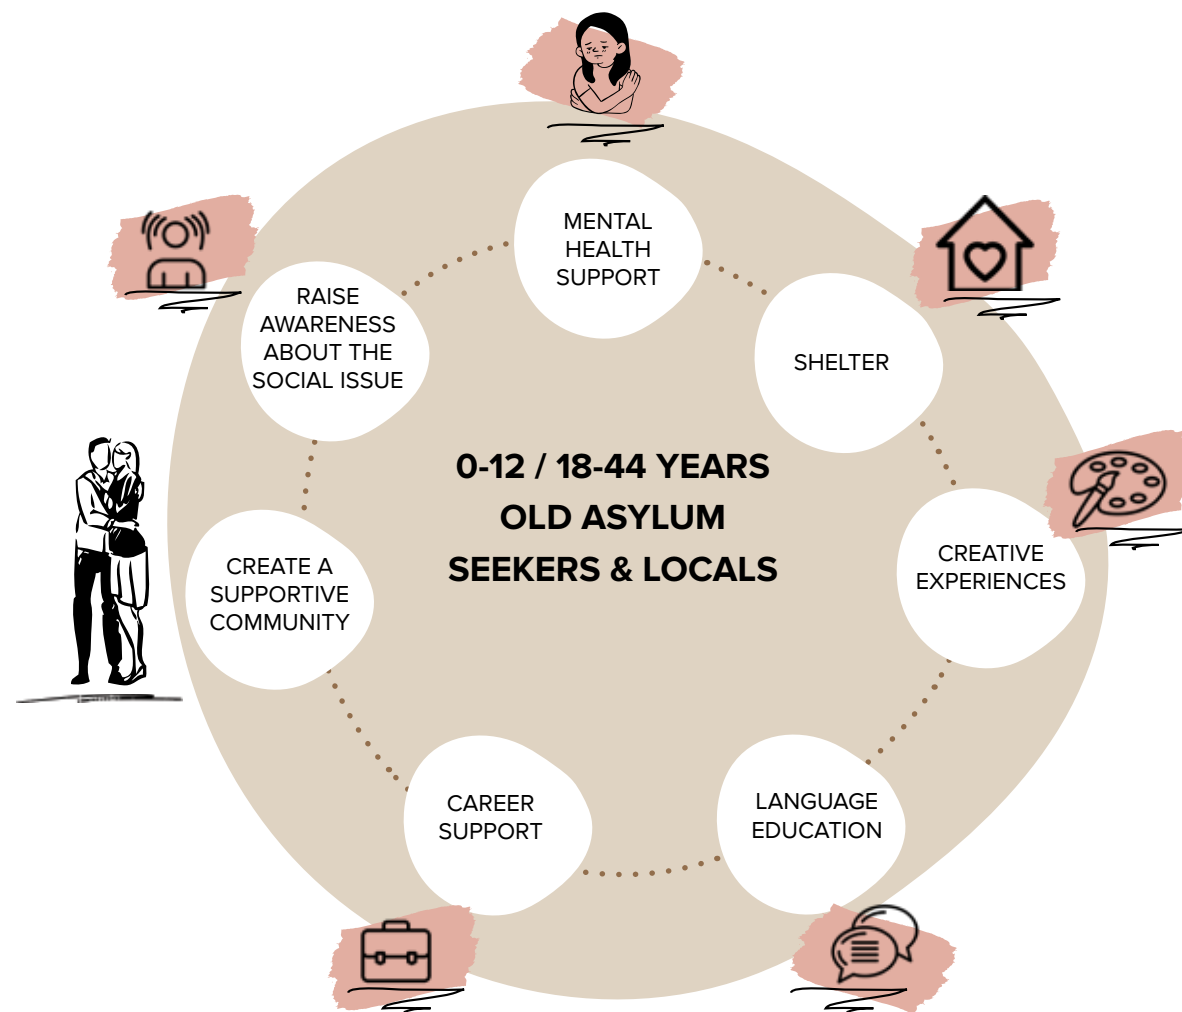 MENTAL
HEALTH
SUPPORT
RAISE
AWARENESS
ABOUT THE
SOCIAL ISSUE
SHELTER
0-12 / 18-44 YEARS
OLD ASYLUM
SEEKERS & LOCALS
CREATIVE
EXPERIENCES
CREATE A
SUPPORTIVE
COMMUNITY
CAREER
SUPPORT
LANGUAGE
EDUCATION